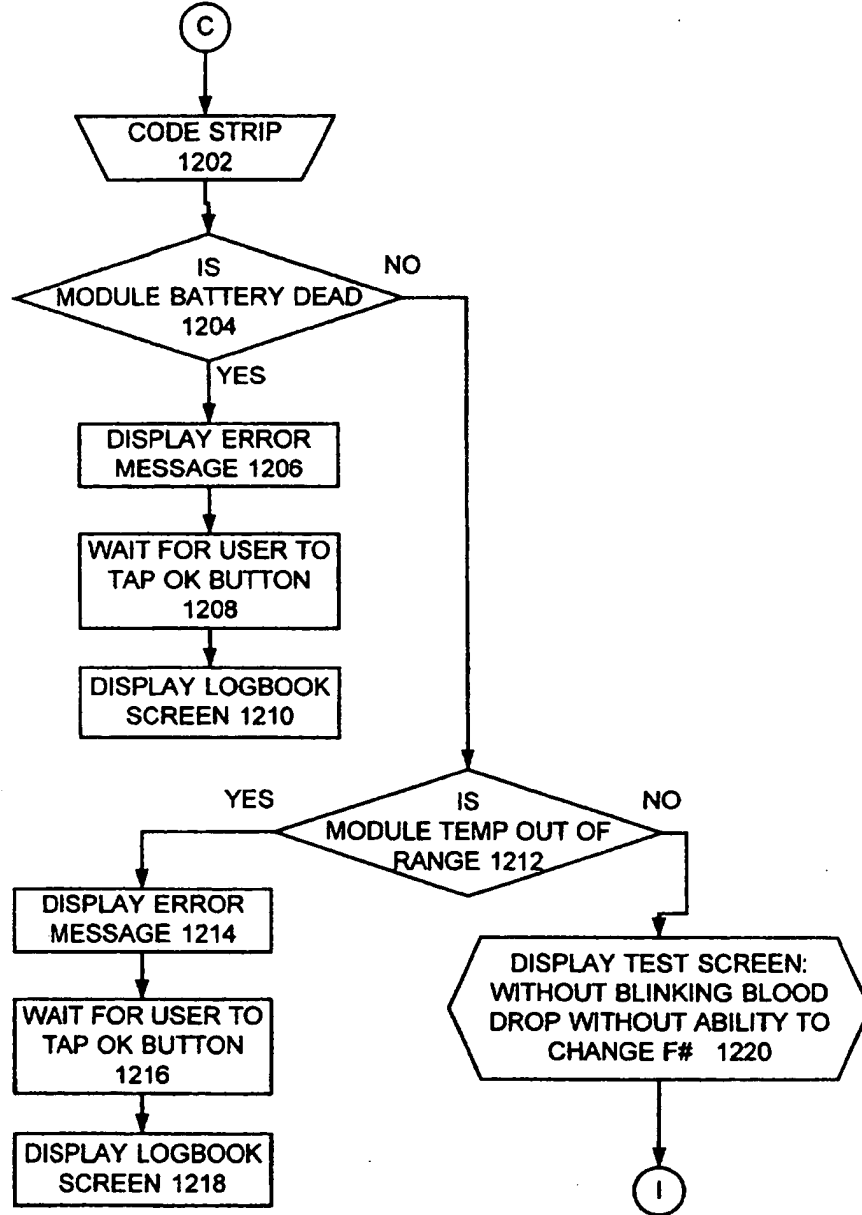 C
CODE STRIP
1202
IS
MODULE BATTERY DEAD
1204
NO
YES
DISPLAY ERROR
MESSAGE 1206
WAIT FOR USER TO
TAP OK BUTTON
1208
DISPLAY LOGBOOK
SCREEN 1210
YES
IS
MODULE TEMP OUT OF
RANGE 1212
NO
DISPLAY ERROR
MESSAGE 1214
WAIT FOR USER TO
TAP OK BUTTON
1216
DISPLAY LOGBOOK
SCREEN 1218
DISPLAY TEST SCREEN:
WITHOUT BLINKING BLOOD
DROP WITHOUT ABILITY TO
CHANGE F# 1220
I